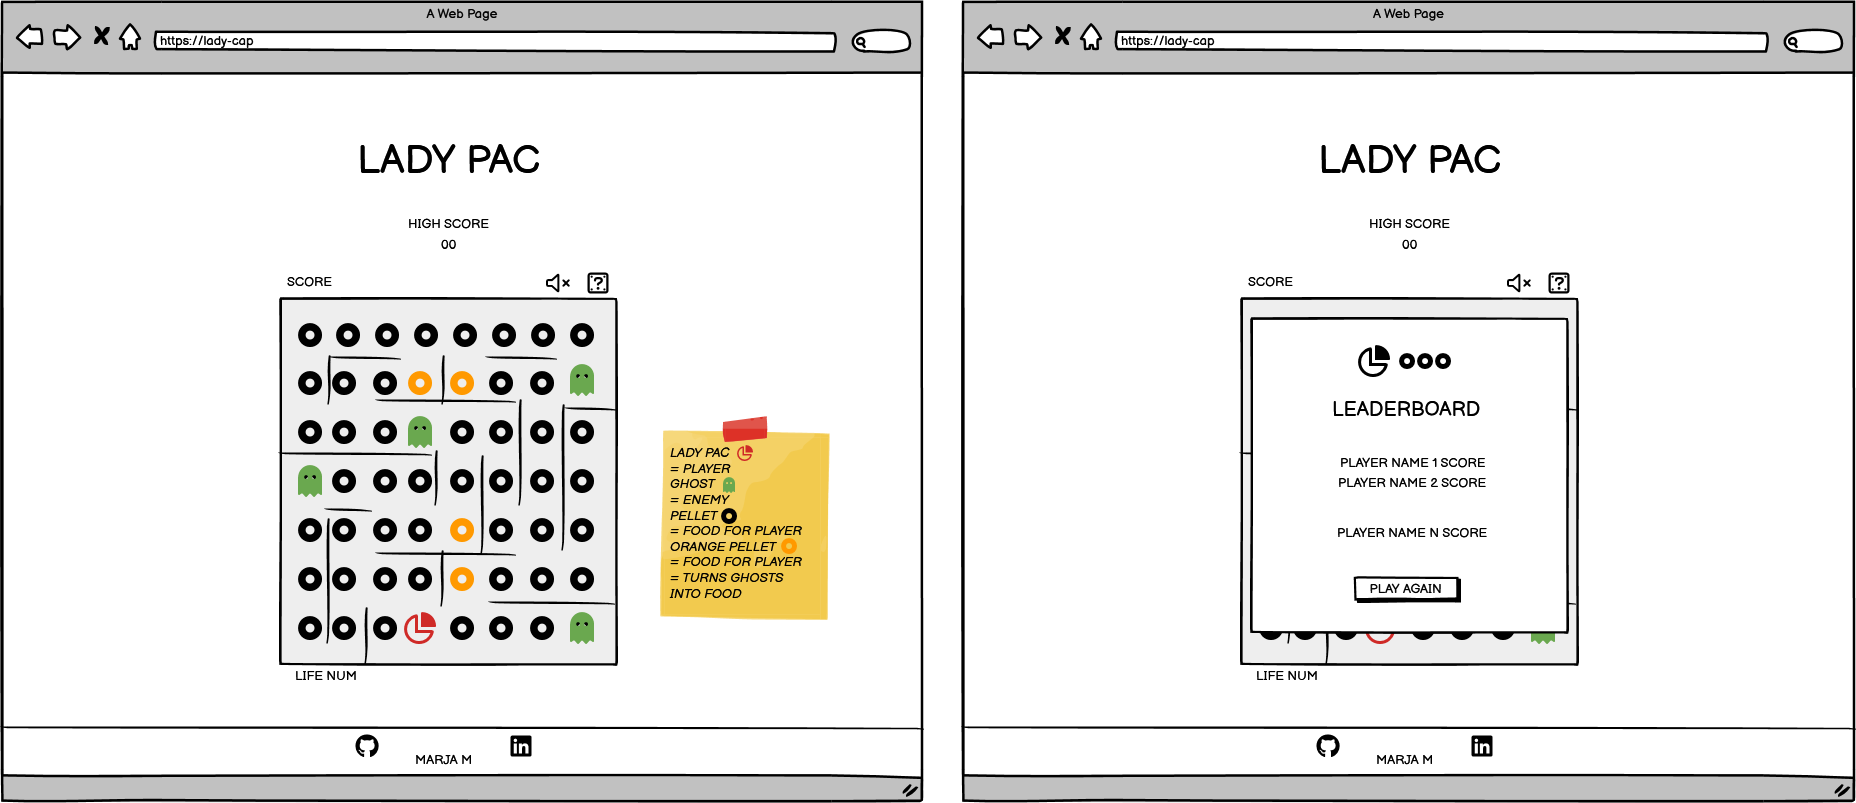 A Web Page
https://lady-cap
LADY PAC
HIGH SCORE
00
SCORE
?
LADY PAC
= PLAYER
GHOST
= ENEMY
PELLET
= FOOD FOR PLAYER
ORANGE PELLET
= FOOD FOR PLAYER
= TURNS GHOSTS
INTO FOOD
LIFE NUM
in
MARJA M
A Web Page
https://lady-cap
LADY PAC
HIGH SCORE
00
SCORE
?
LEADERBOARD
PLAYER NAME 1 SCORE
PLAYER NAME 2 SCORE
PLAYER NAME N SCORE
PLAY AGAIN
LIFE NUM
in
MARJA M